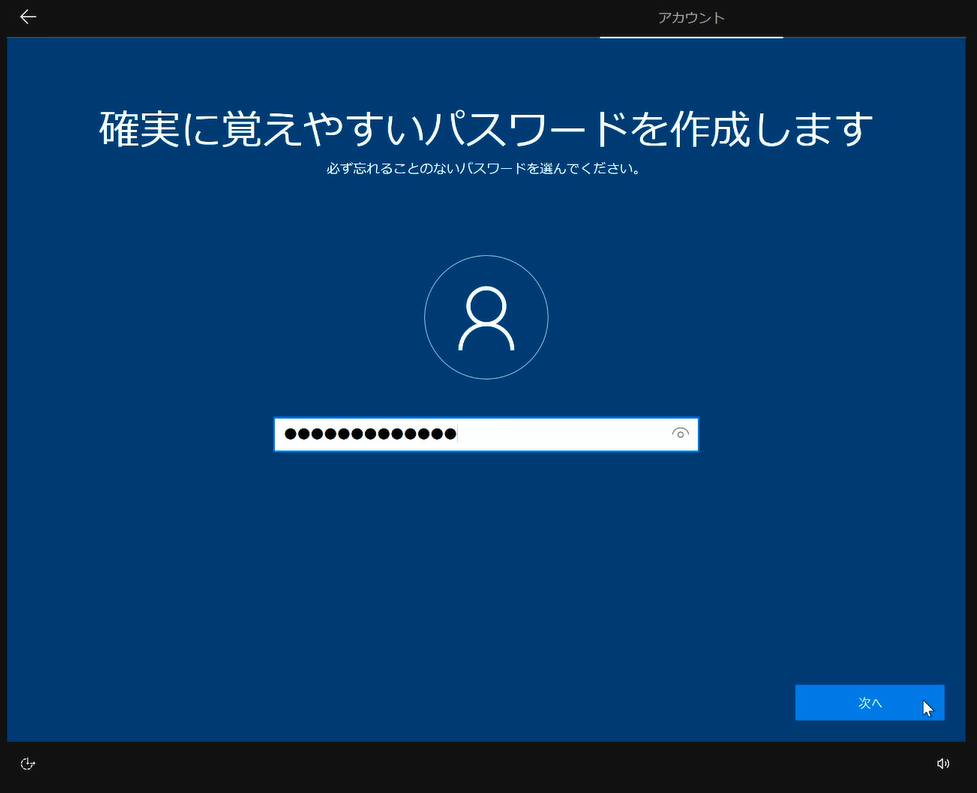 アカウント
確実に覚えやすいパスワードを作成します
必ず忘れることのないパスワードを選んでください。
●●●●●●●●●●●●●
次へ